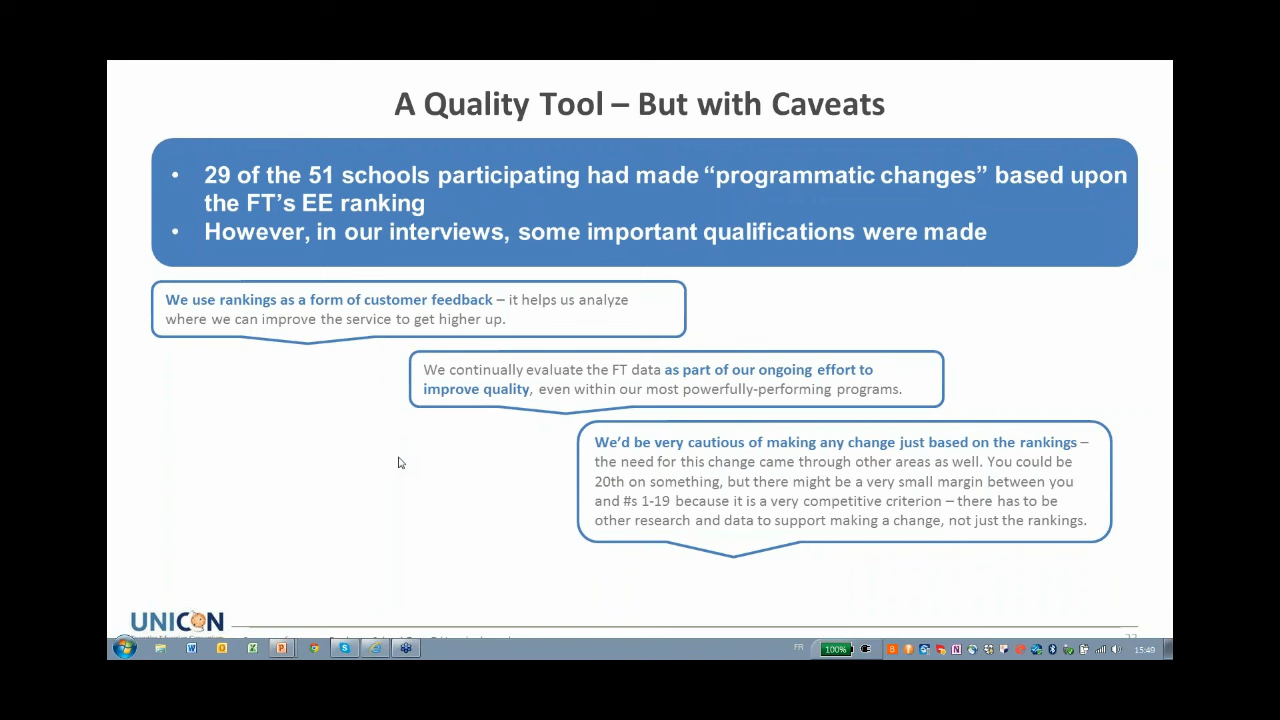 A Quality Tool – But with Caveats
• 29 of the 51 schools participating had made “programmatic changes” based upon
the FT’s EE ranking
• However, in our interviews, some important qualifications were made
We use rankings as a form of customer feedback – it helps us analyze
where we can improve the service to get higher up.
We continually evaluate the FT data as part of our ongoing effort to
improve quality, even within our most powerfully-performing programs.
We’d be very cautious of making any change just based on the rankings –
the need for this change came through other areas as well. You could be
20th on something, but there might be a very small margin between you
and #s 1-19 because it is a very competitive criterion – there has to be
other research and data to support making a change, not just the rankings.
UNICON
FR
100%
15:49